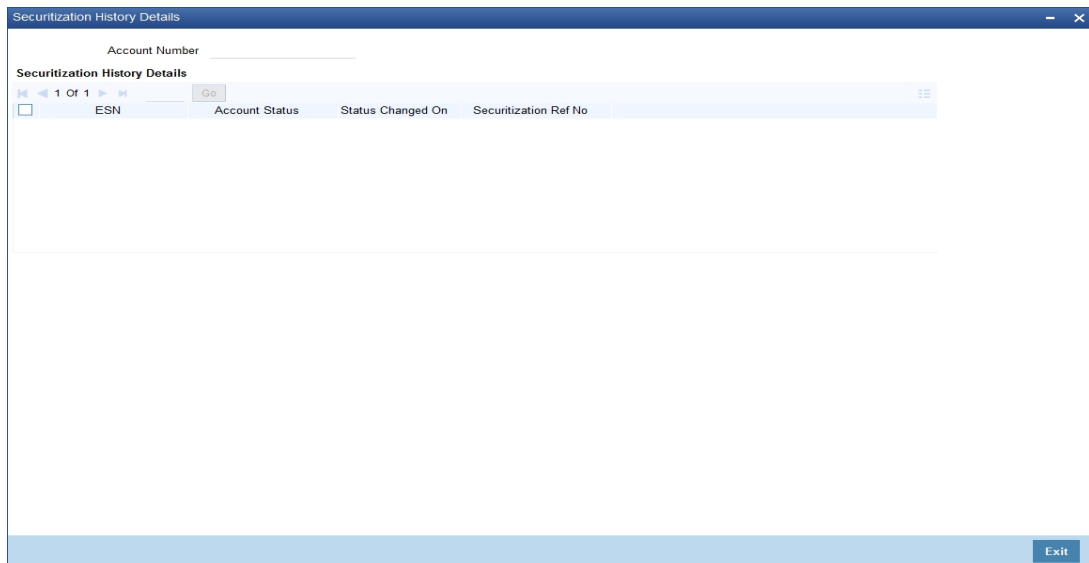 Securitization History Details
Account Number
Securitization History Details
1 Of 1 Go
ESN Account Status Status Changed On Securitization Ref No
Exit